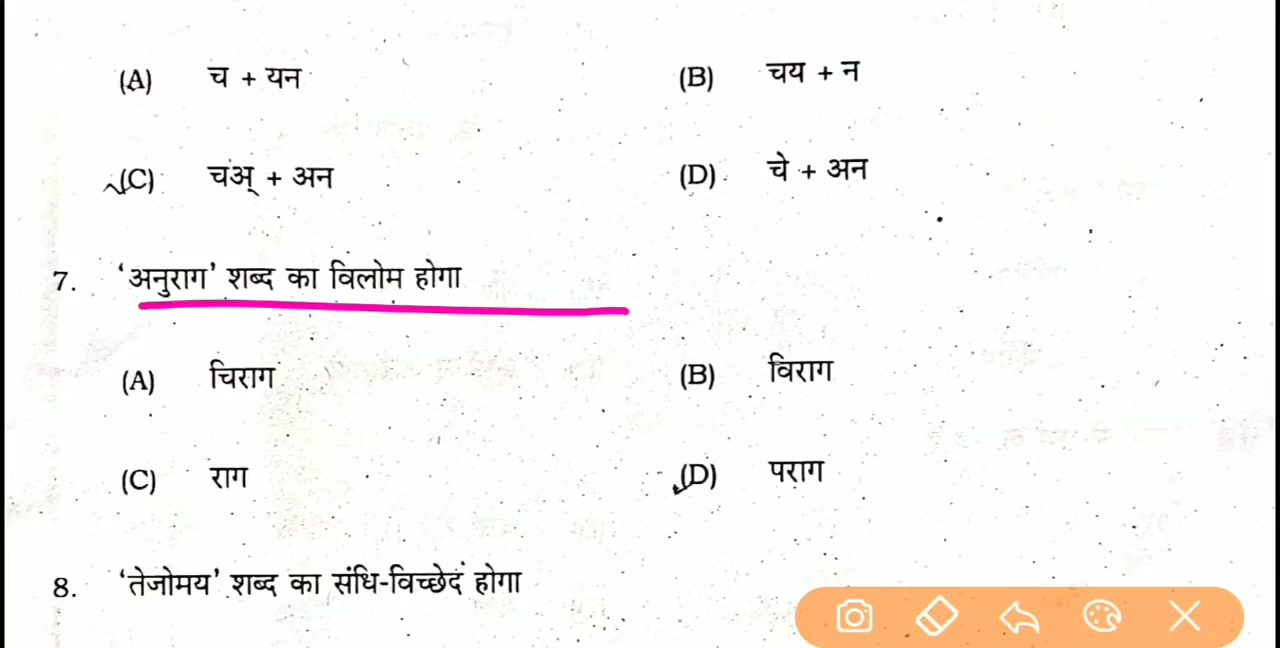 (A) च + यन (B) चय + न
(C) चअ् + अन (D) चे + अन
7. ‘अनुराग’ शब्द का विलोम होगा
(A) चिराग (B) विराग
(C) राग (D) पराग
8. ‘तेजोमय’ शब्द का संधि-विच्छेद होगा